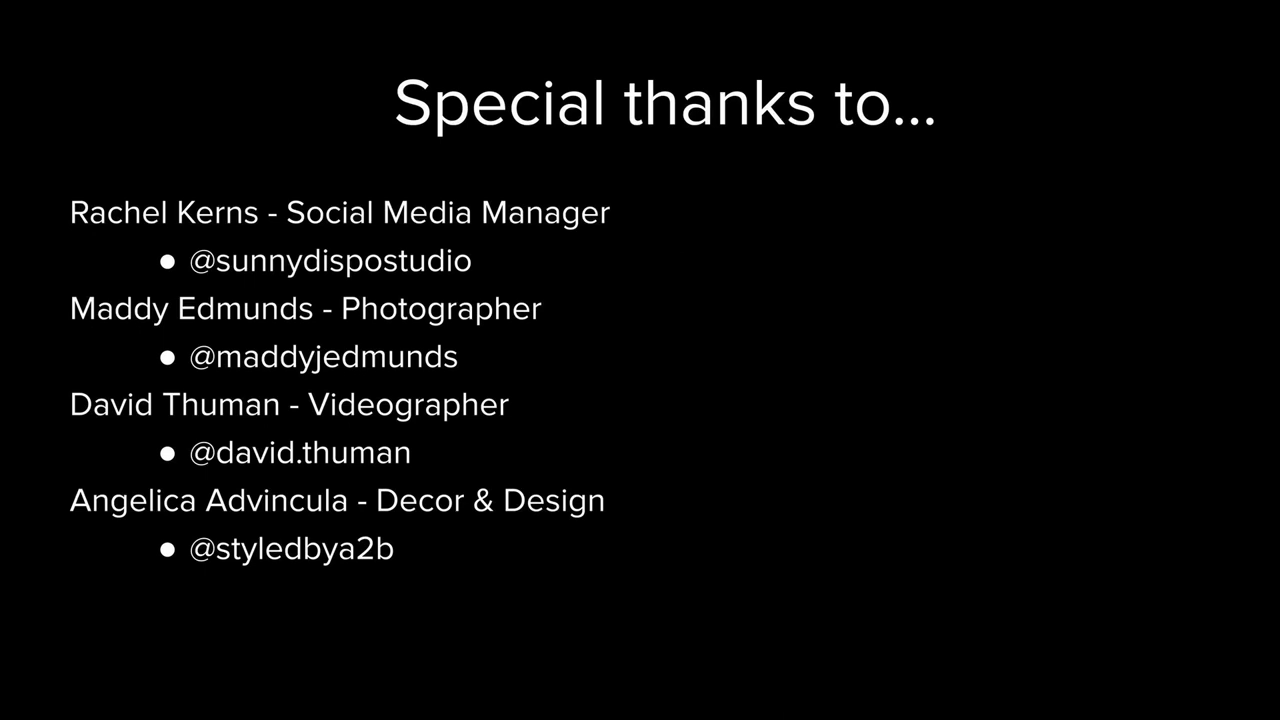 Special thanks to...
Rachel Kerns - Social Media Manager
● @sunnydispostudio
Maddy Edmunds - Photographer
● @maddyjedmunds
David Thuman - Videographer
● @david.thuman
Angelica Advincula - Decor & Design
● @styledbya2b